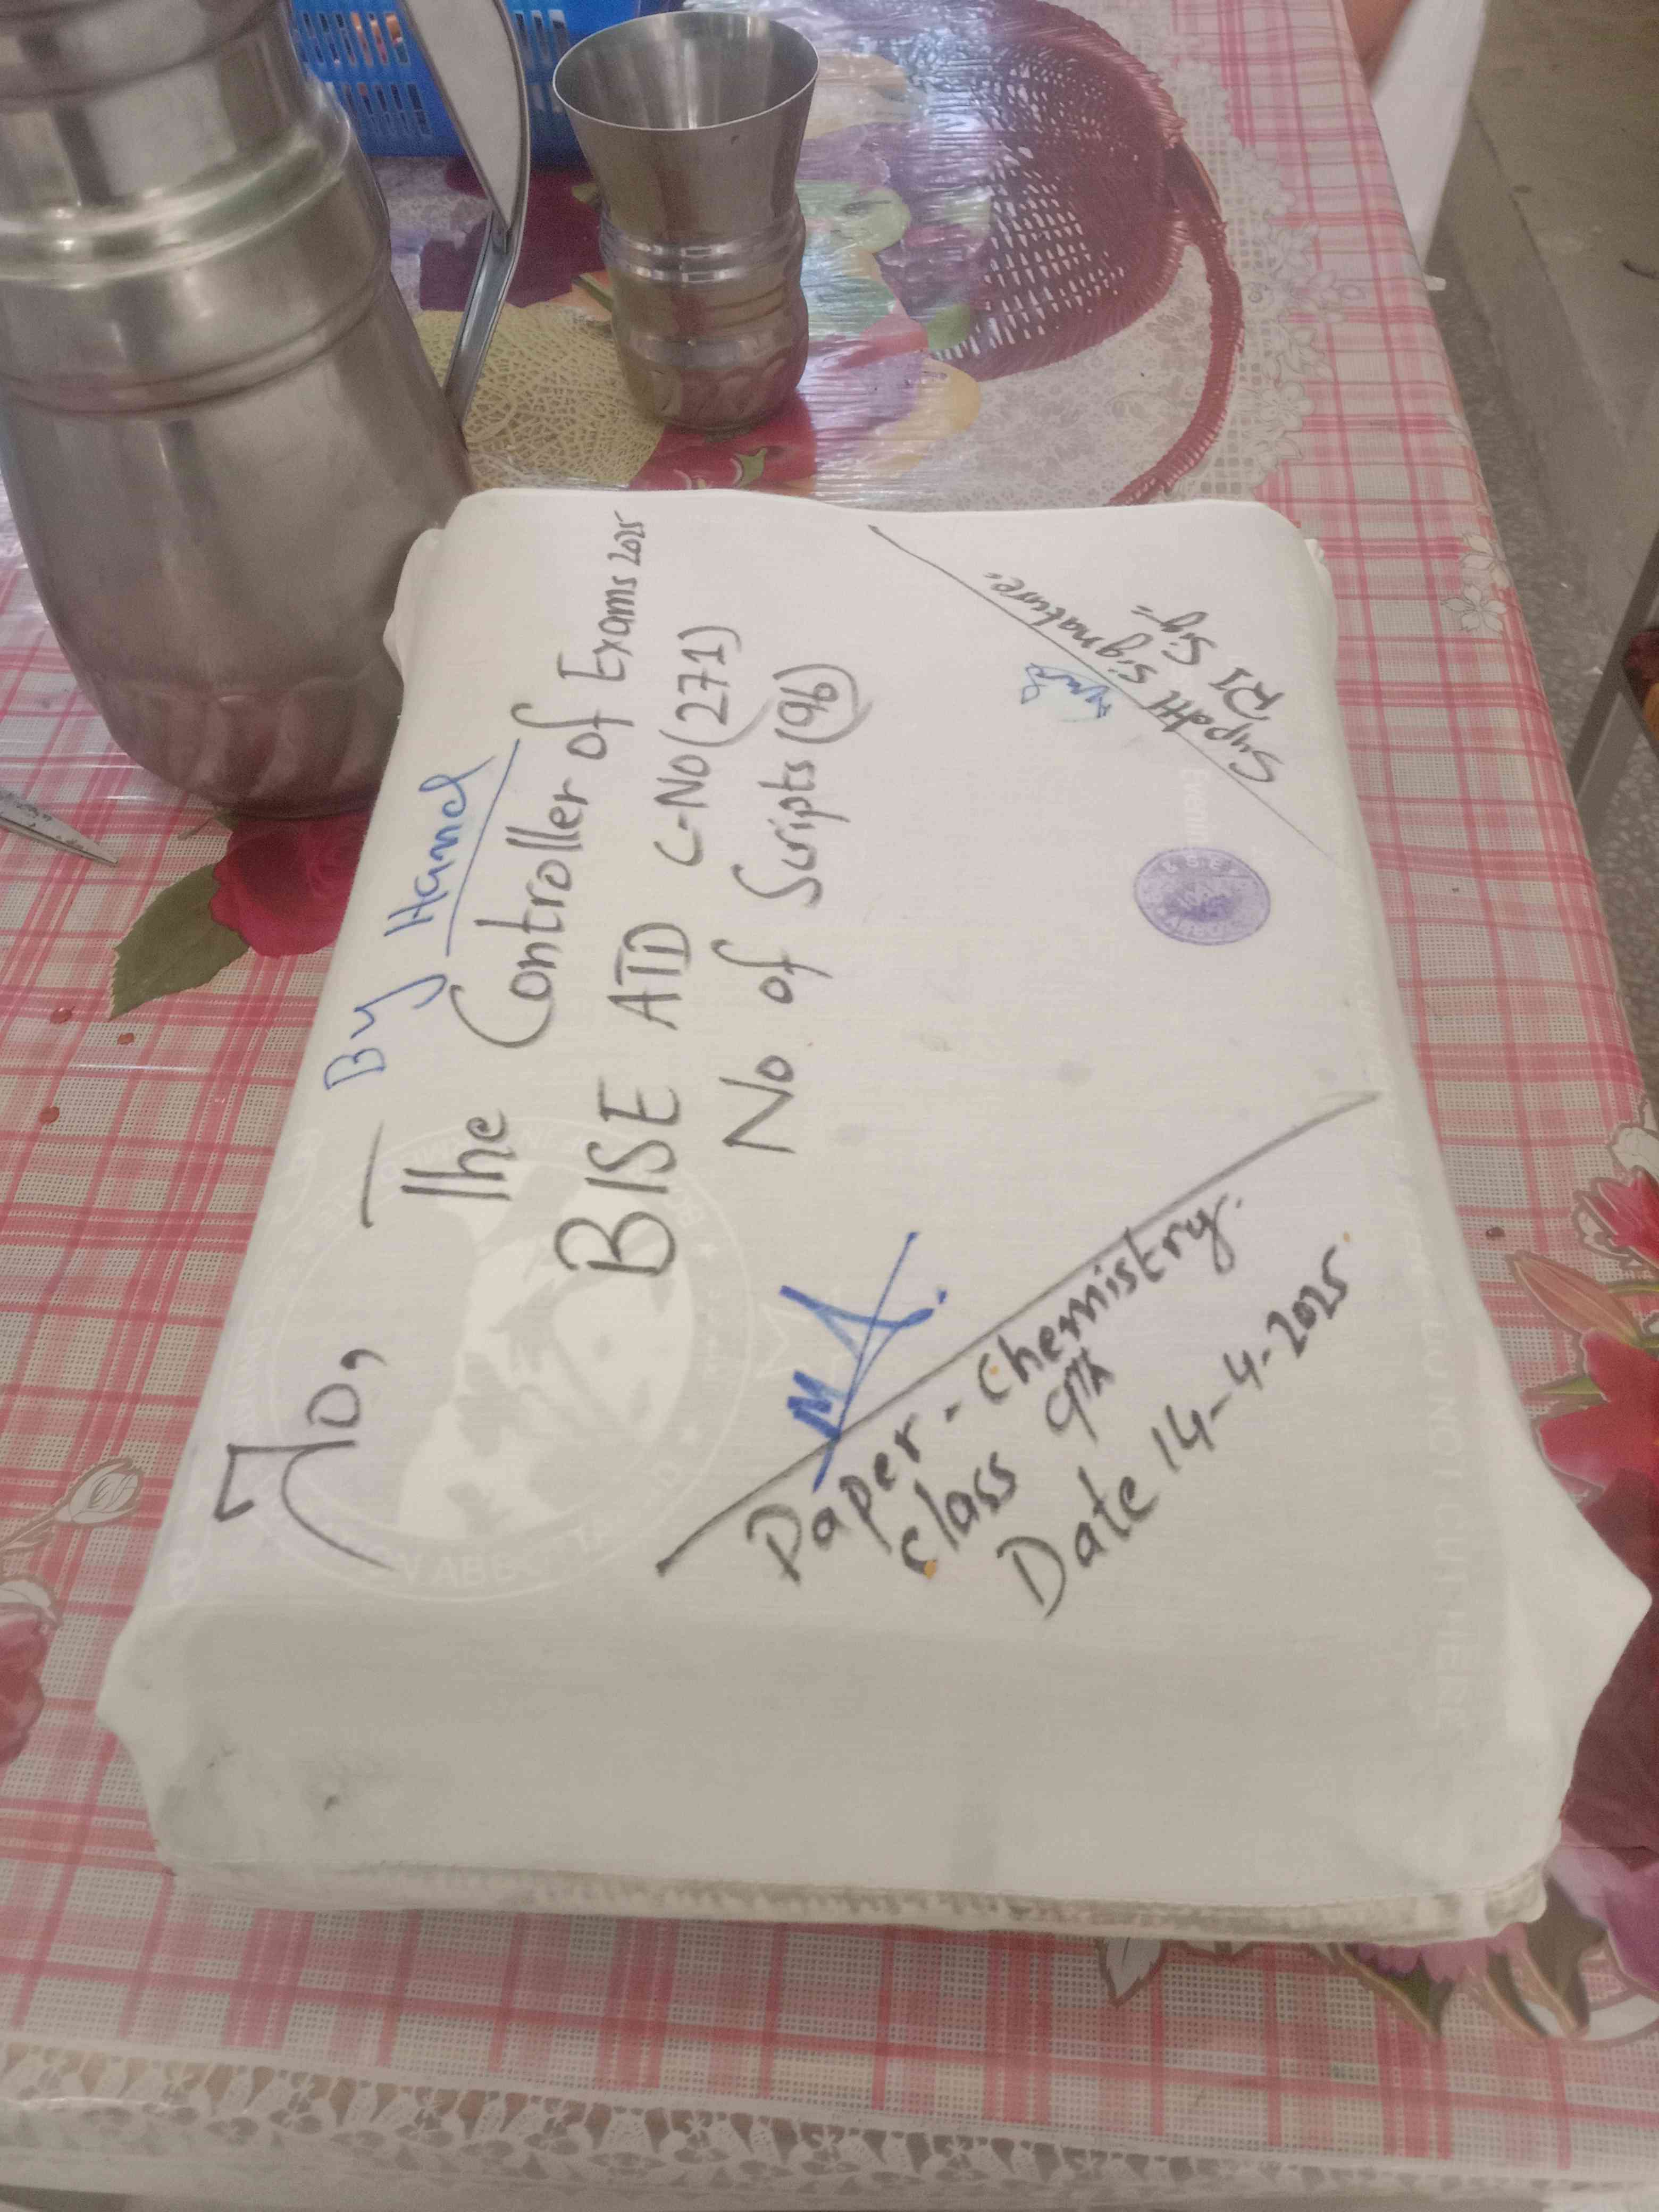 By Hand
To,
The Controller of Exams 2025
BISE ATD C-No (271)
No of Scripts (96)
Paper - Chemistry.
class 9th
Date 14-4-2025
Supdtt signature:
RI Sig=